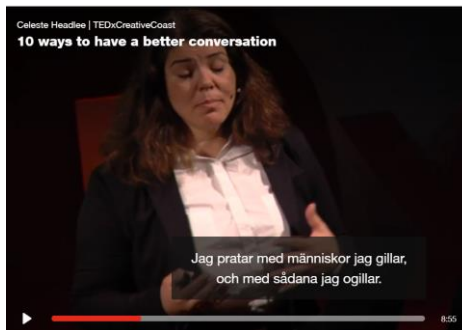 Celeste Headlee | TEDxCreativeCoast
10 ways to have a better conversation
Jag pratar med människor jag gillar,
och med sådana jag ogillar.
8:55